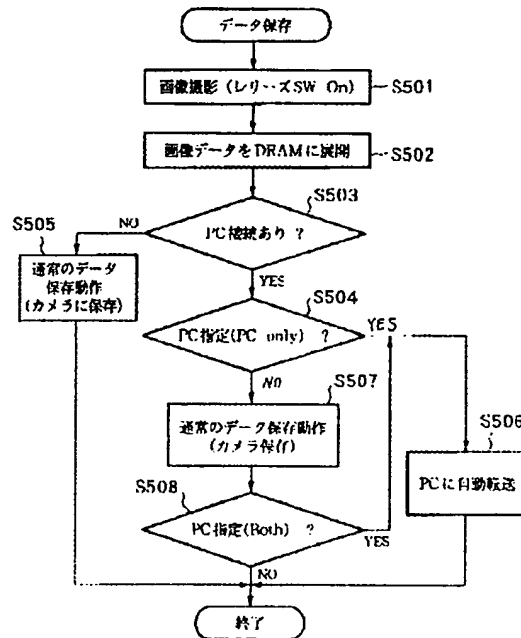 データ保存
画像撮影 (レリーズSW On)
S501
画像データをDRAMに展開
S502
S503
PC接続あり ?
NO
YES
S505
通常のデータ
保存動作
(カメラに保存)
S504
PC指定(PC only) ?
YES
NO
S507
通常のデータ保存動作
(カメラ保存)
S506
PCに自動転送
S508
PC指定(Both) ?
YES
NO
終了